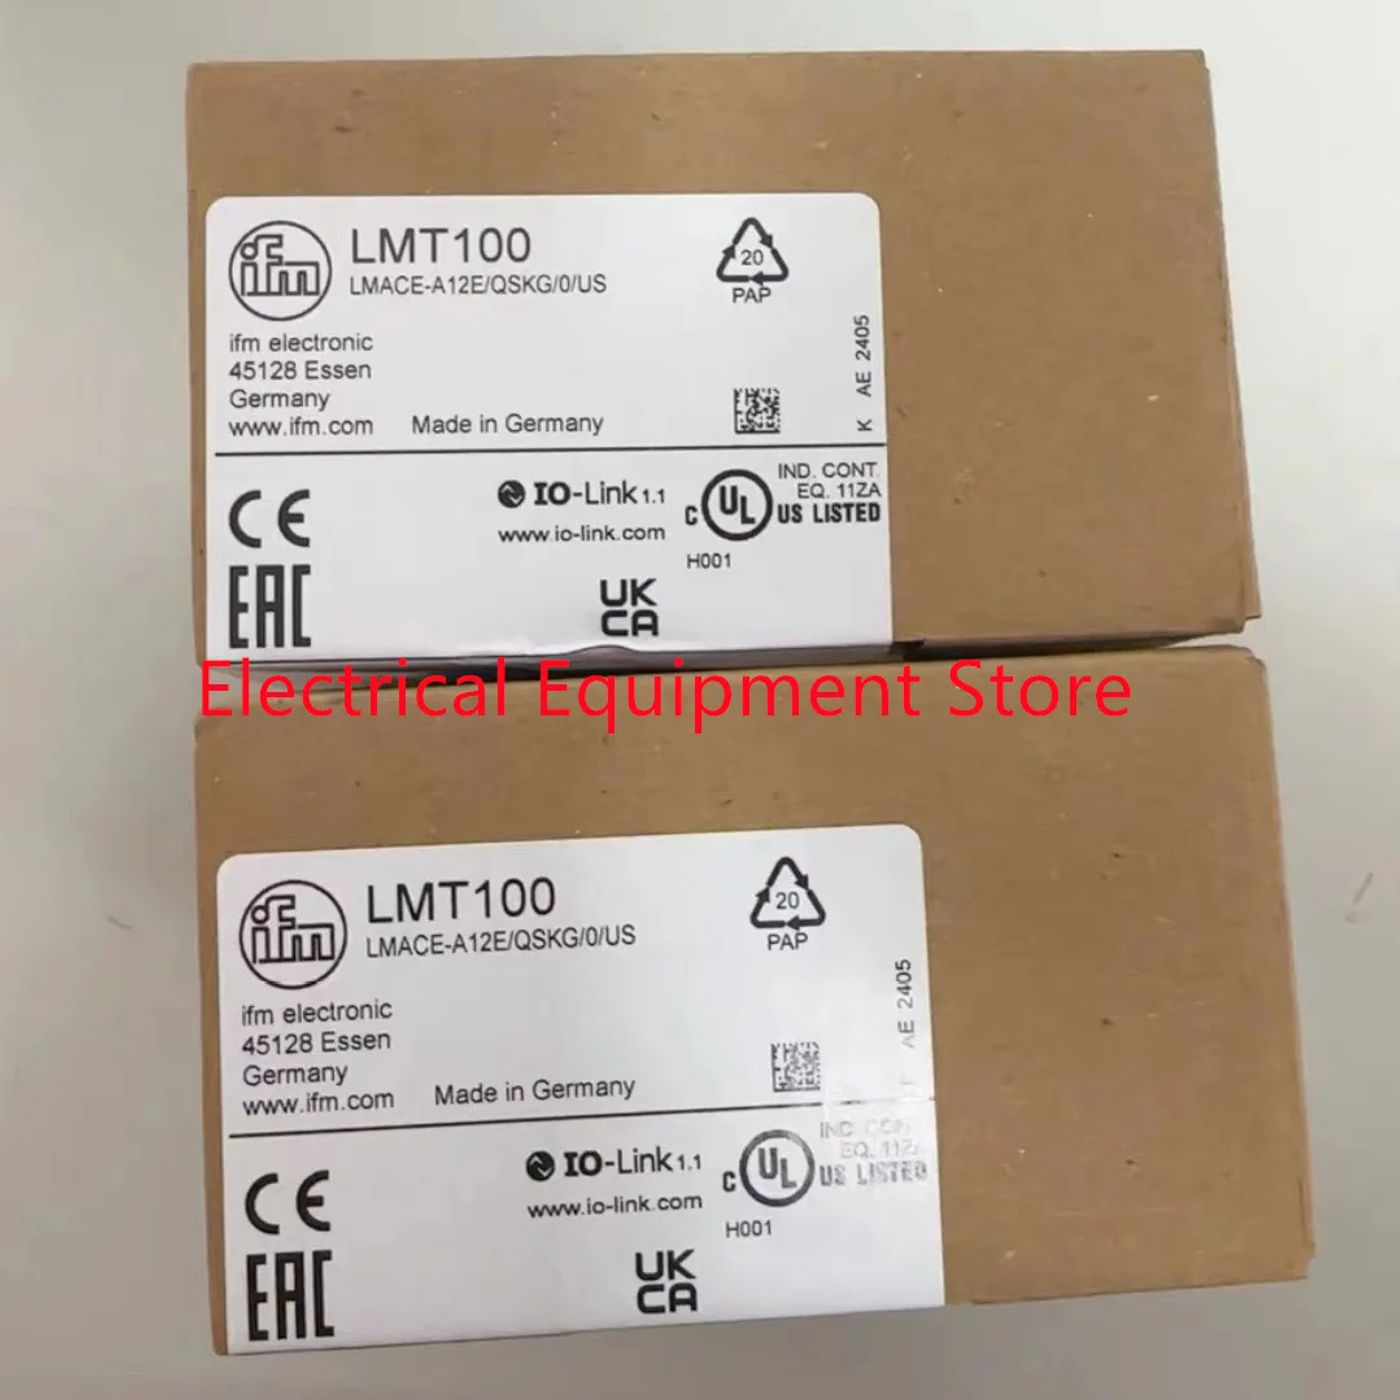 ifm
LMT100
LMACE-A12E/QSKG/0/US
20
PAP
ifm electronic
45128 Essen
Germany
www.ifm.com
Made in Germany
K AE 2405
CE
IO-Link 1.1
www.io-link.com
C UL US LISTED
IND. CONT.
EQ. 11ZA
H001
EAC
UK
CA
Electrical Equipment Store
ifm
LMT100
LMACE-A12E/QSKG/0/US
20
PAP
ifm electronic
45128 Essen
Germany
www.ifm.com
Made in Germany
AE 2405
CE
IO-Link 1.1
www.io-link.com
C UL US LISTED
IND.
EQ.
H001
EAC
UK
CA